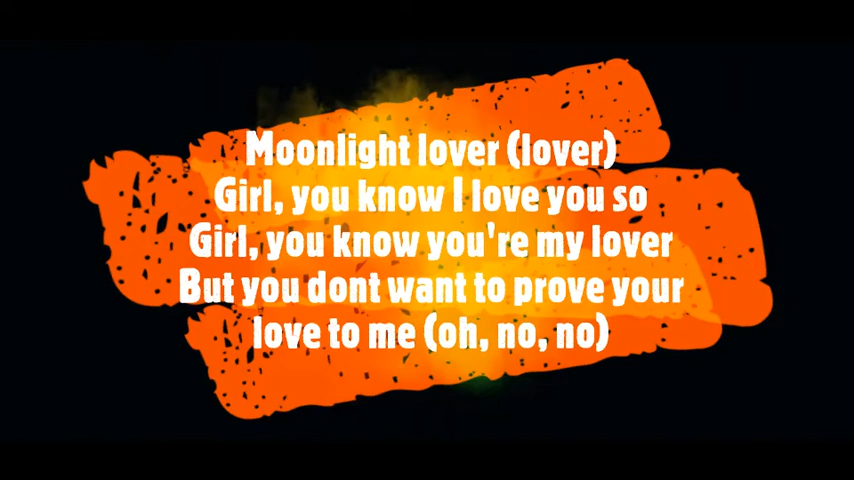 Moonlight lover (lover)
Girl, you know I love you so
Girl, you know you're my lover
But you dont want to prove your
love to me (oh, no, no)